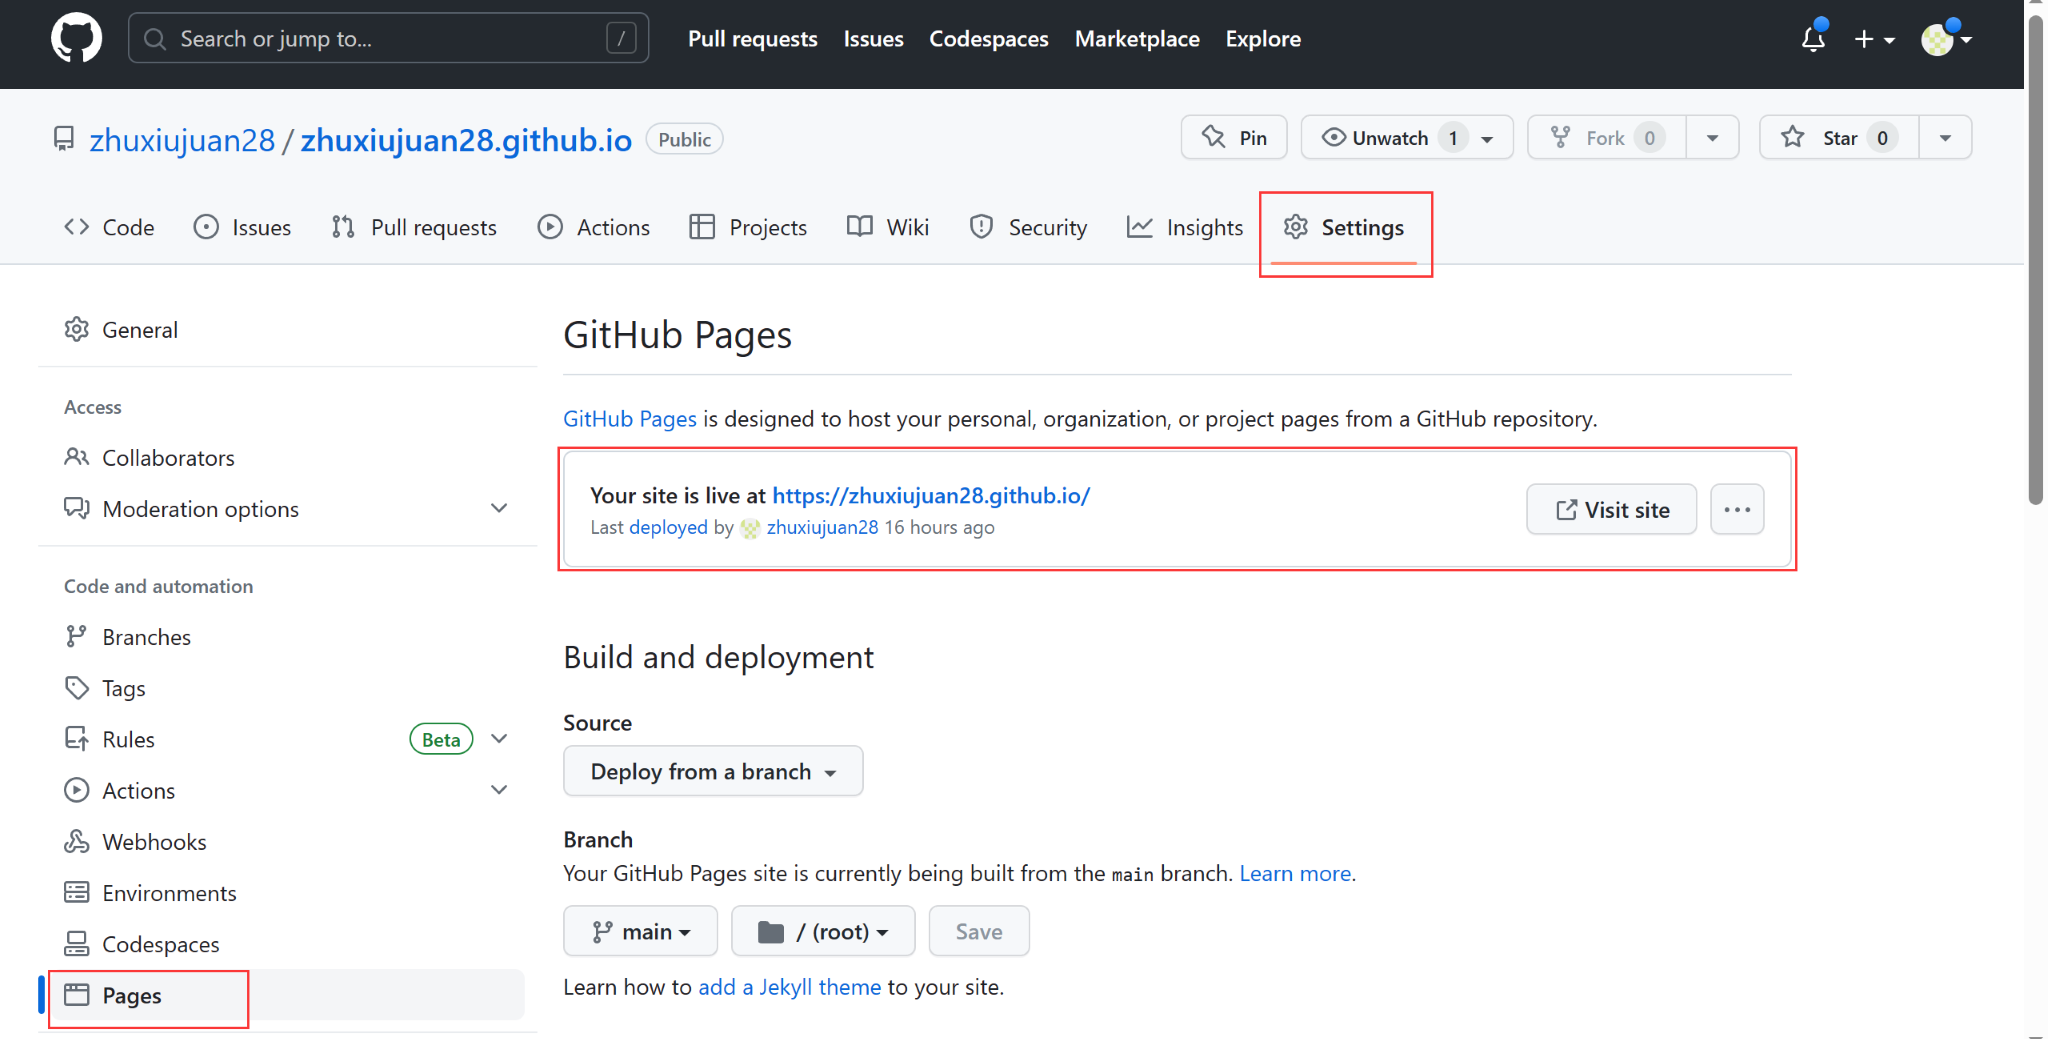 Search or jump to... / Pull requests Issues Codespaces Marketplace Explore
zhuxiujuan28 / zhuxiujuan28.github.io Public Pin Unwatch 1 Fork 0 Star 0
Code Issues Pull requests Actions Projects Wiki Security Insights Settings
General
Access
Collaborators
Moderation options
Code and automation
Branches
Tags
Rules Beta
Actions
Webhooks
Environments
Codespaces
Pages
GitHub Pages
GitHub Pages is designed to host your personal, organization, or project pages from a GitHub repository.
Your site is live at https://zhuxiujuan28.github.io/
Last deployed by zhuxiujuan28 16 hours ago
Visit site
Build and deployment
Source
Deploy from a branch
Branch
Your GitHub Pages site is currently being built from the main branch. Learn more.
main / (root) Save
Learn how to add a Jekyll theme to your site.